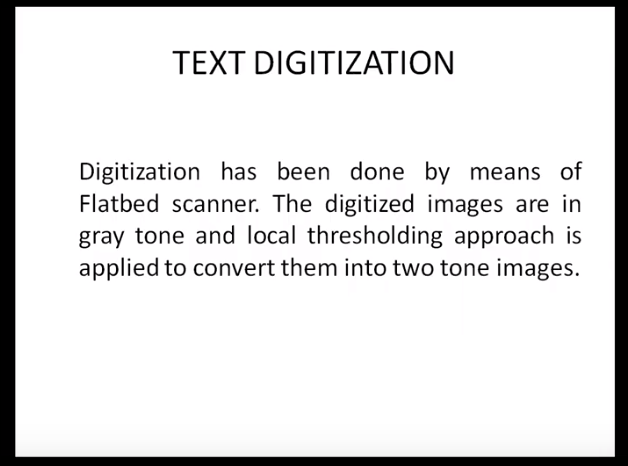 TEXT DIGITIZATION
Digitization has been done by means of
Flatbed scanner. The digitized images are in
gray tone and local thresholding approach is
applied to convert them into two tone images.